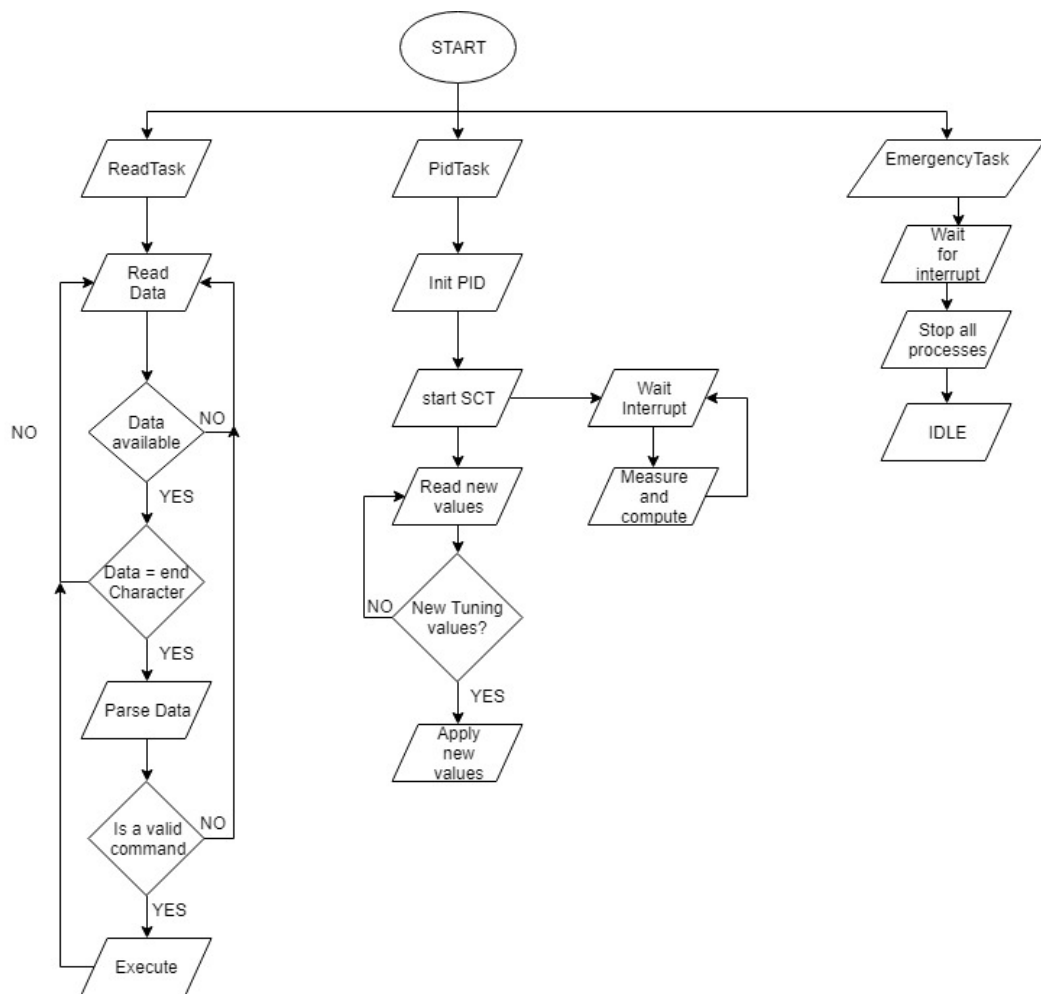 START
ReadTask
PidTask
EmergencyTask
Read
Data
Init PID
Wait
for
interrupt
Stop all
processes
start SCT
Wait
Interrupt
IDLE
NO
Data
available
NO
YES
Read new
values
Measure
and
compute
Data = end
Character
NO
New Tuning
values?
YES
Parse Data
YES
Apply
new
values
Is a valid
command
NO
YES
Execute